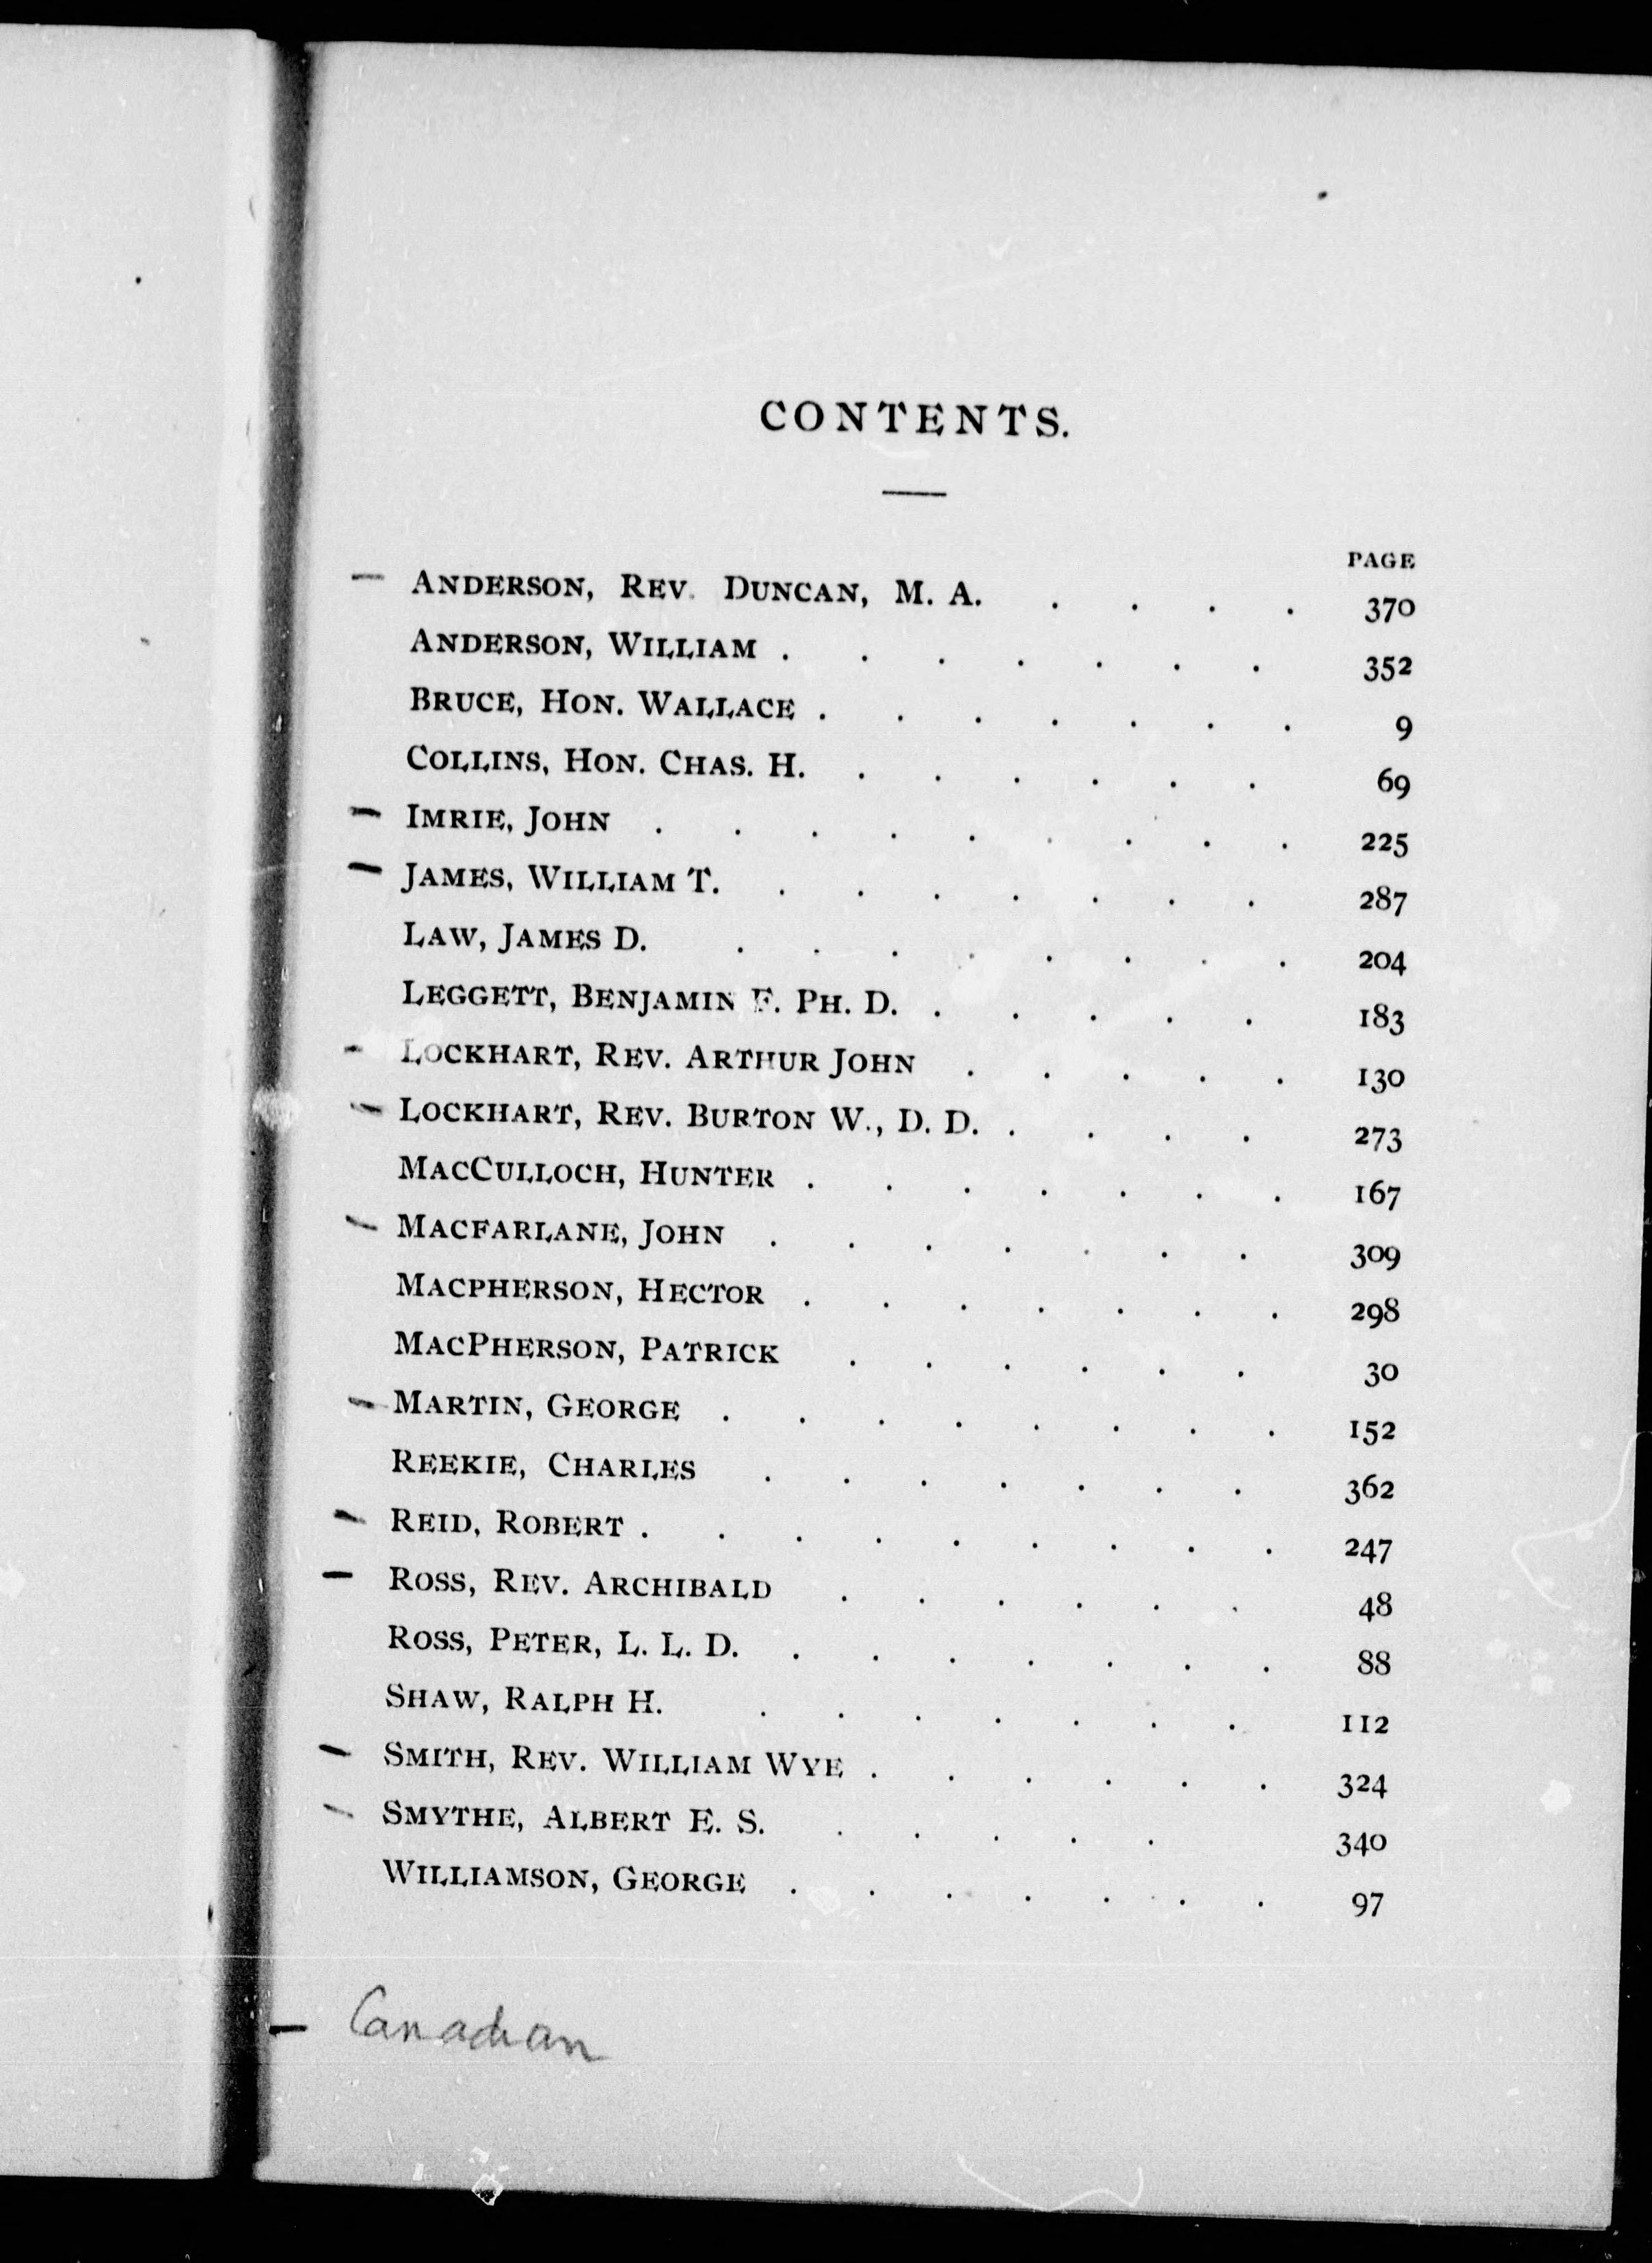 CONTENTS.
PAGE
— ANDERSON, REV. DUNCAN, M. A. . . . . 370
ANDERSON, WILLIAM . . . . . . . 352
BRUCE, HON. WALLACE . . . . . . . 9
COLLINS, HON. CHAS. H. . . . . . . 69
— IMRIE, JOHN . . . . . . . . . 225
— JAMES, WILLIAM T. . . . . . . . 287
LAW, JAMES D. . . . . . . . . 204
LEGGETT, BENJAMIN F. PH. D. . . . . . 183
— LOCKHART, REV. ARTHUR JOHN . . . . . 130
— LOCKHART, REV. BURTON W., D. D. . . . . 273
MACCULLOCH, HUNTER . . . . . . . 167
— MACFARLANE, JOHN . . . . . . . 309
MACPHERSON, HECTOR . . . . . . . 298
MACPHERSON, PATRICK . . . . . . 30
— MARTIN, GEORGE . . . . . . . . 152
REEKIE, CHARLES . . . . . . . 362
— REID, ROBERT . . . . . . . . . 247
— ROSS, REV. ARCHIBALD . . . . . . 48
ROSS, PETER, L. L. D. . . . . . . . 88
SHAW, RALPH H. . . . . . . . 112
— SMITH, REV. WILLIAM WYE . . . . . . 324
— SMYTHE, ALBERT E. S. . . . . . 340
WILLIAMSON, GEORGE . . . . . . . 97
— Canadian